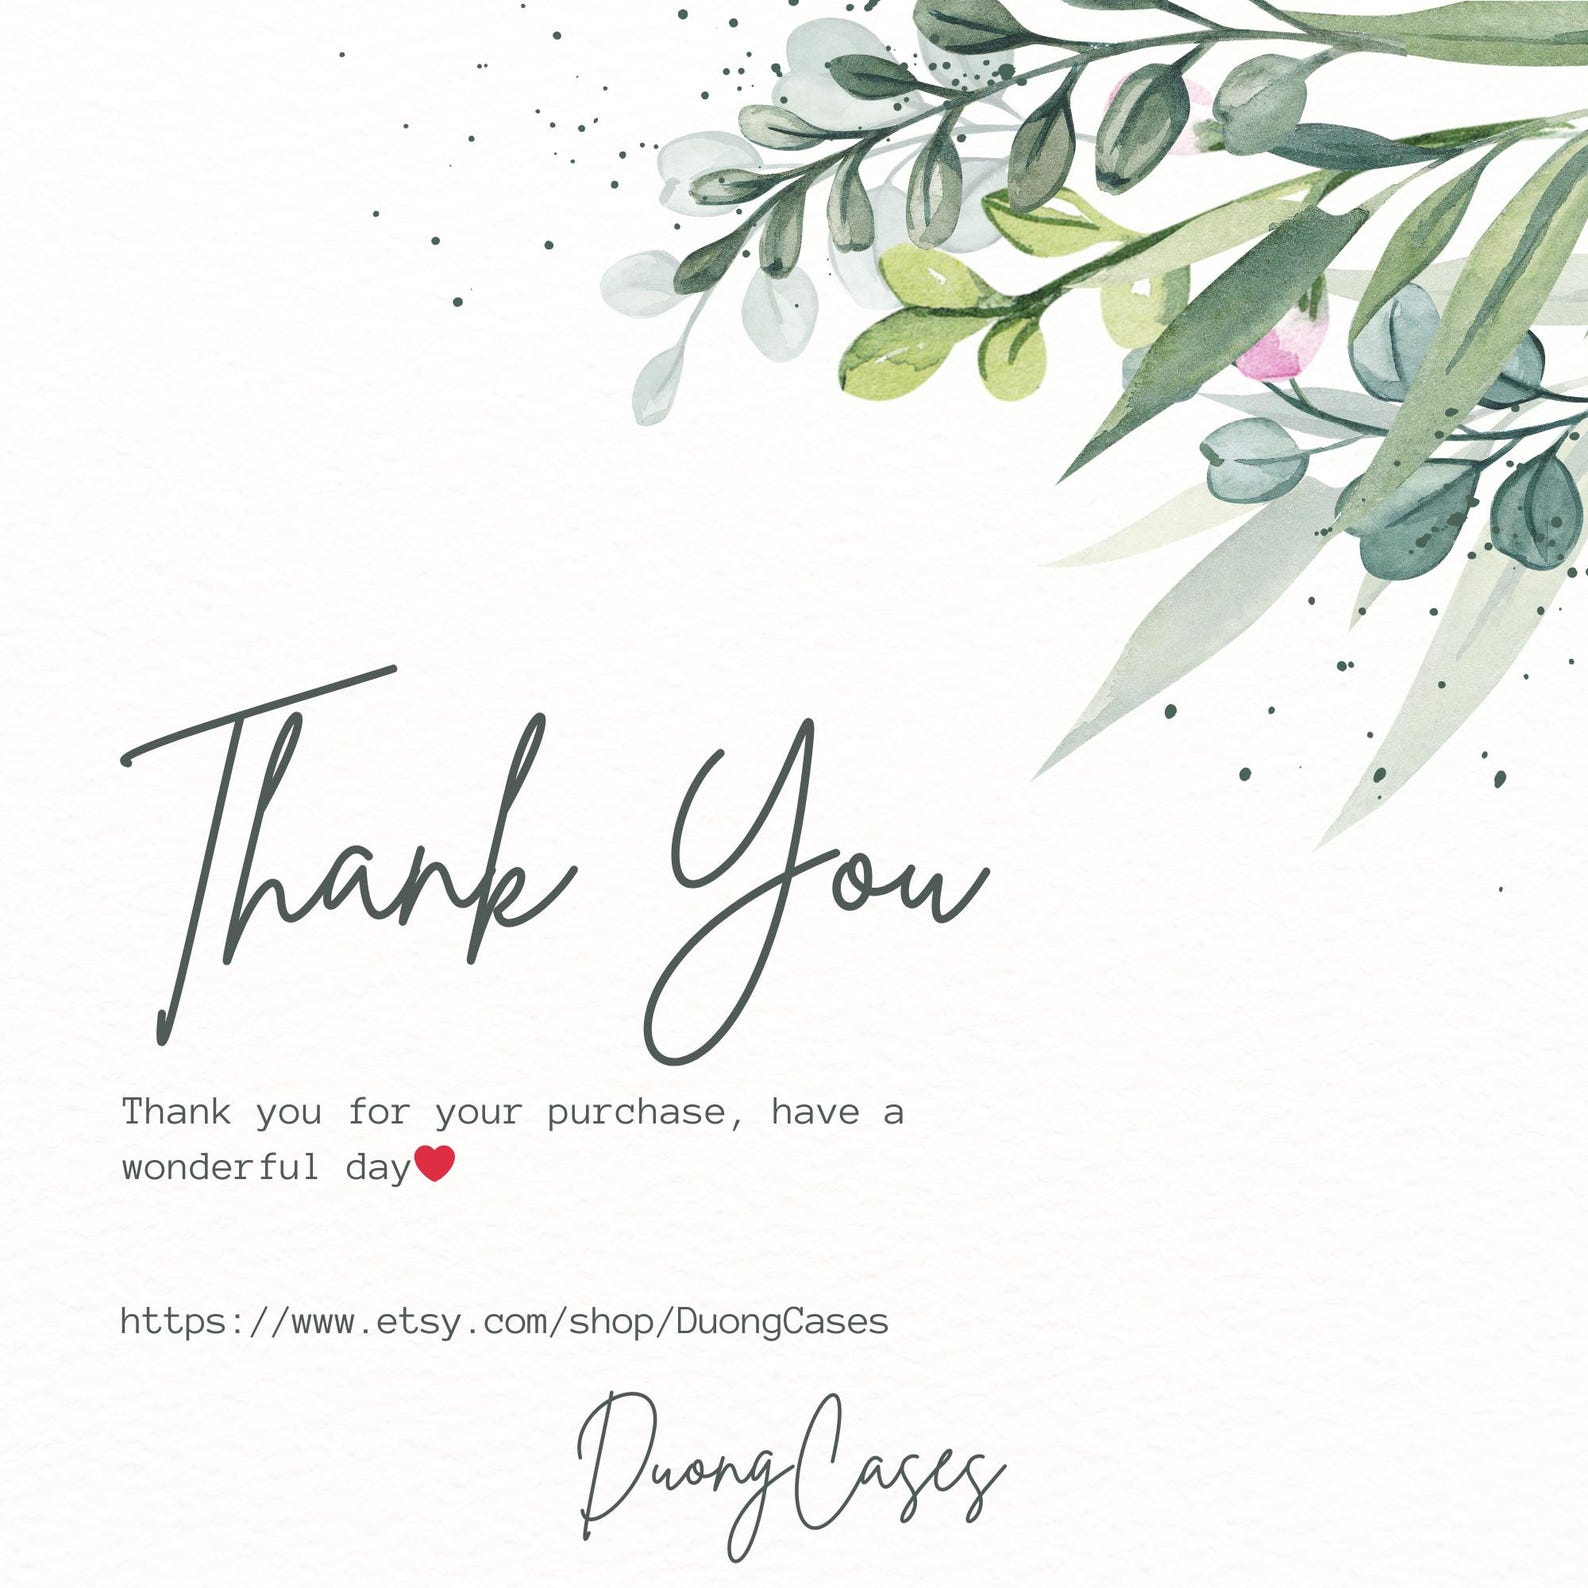 Thank You
Thank you for your purchase, have a
wonderful day❤️
https://www.etsy.com/shop/DuongCases
DuongCases